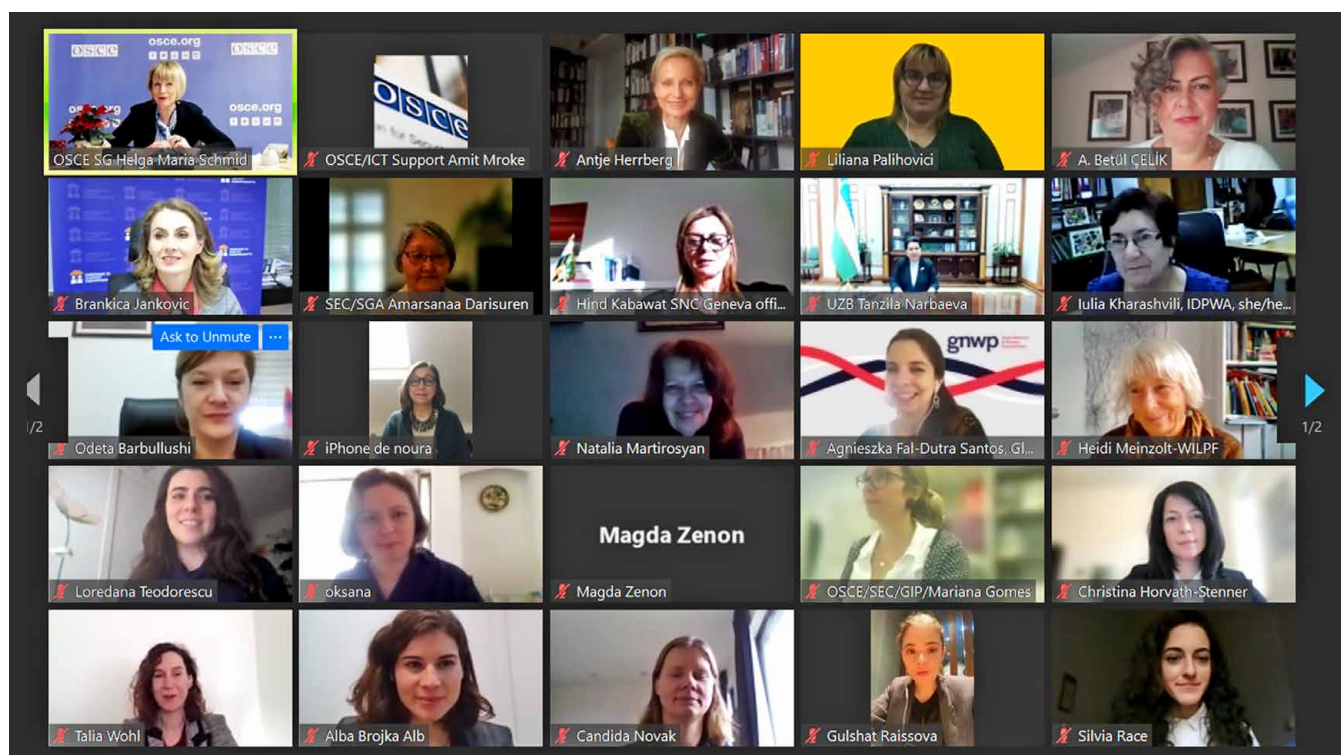 OSCE osce.org OSCE
osce.org osce.org
OSCE SG Helga Maria Schmid
OSCE
OSCE/ICT Support Amit Mroke
Antje Herrberg
Liliana Palihovici
A. Betül ÇELİK
Brankica Jankovic
SEC/SGA Amarsanaa Darisuren
Hind Kabawat SNC Geneva offi...
UZB Tanzila Narbaeva
Iulia Kharashvili, IDPWA, she/he...
Ask to Unmute ...
Odeta Barbullushi
iPhone de noura
Natalia Martirosyan
gnwp
Agnieszka Fal-Dutra Santos, Gl...
Heidi Meinzolt-WILPF
/2
1/2
Loredana Teodorescu
oksana
Magda Zenon
Magda Zenon
OSCE/SEC/GIP/Mariana Gomes
Christina Horvath-Stenner
Talia Wohl
Alba Brojka Alb
Candida Novak
Gulshat Raissova
Silvia Race